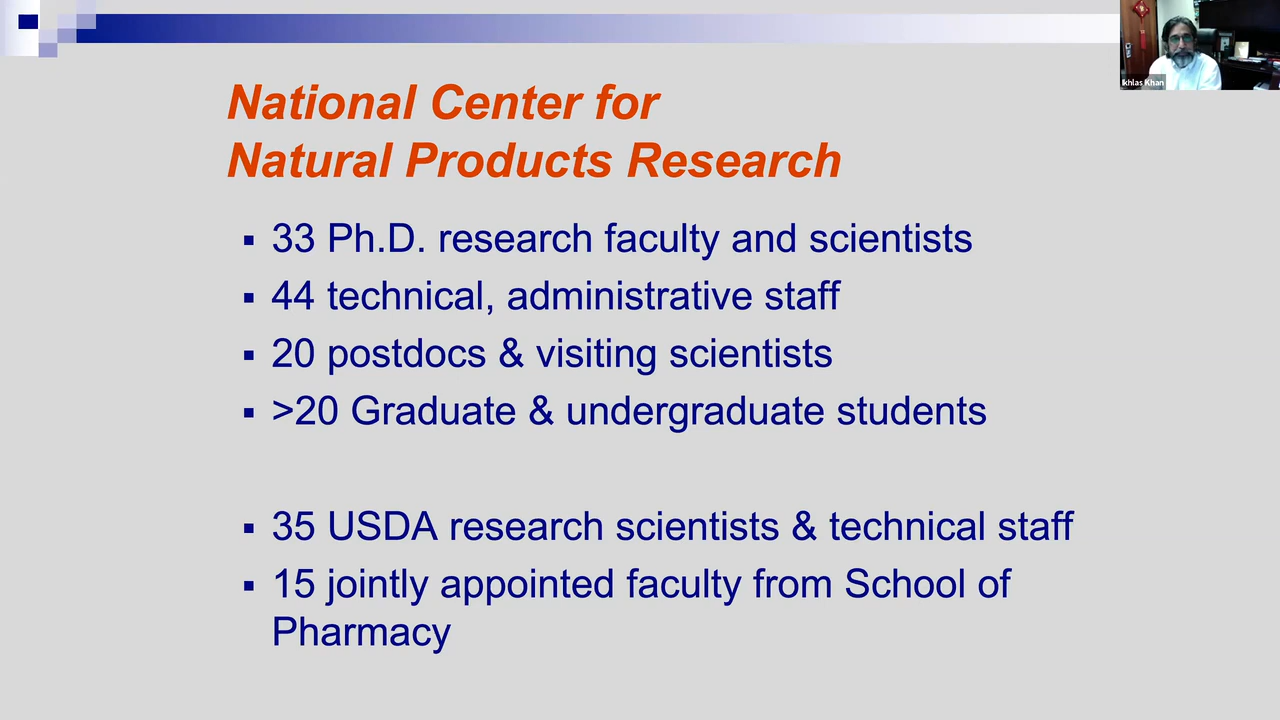 National Center for
Natural Products Research
▪ 33 Ph.D. research faculty and scientists
▪ 44 technical, administrative staff
▪ 20 postdocs & visiting scientists
▪ >20 Graduate & undergraduate students
▪ 35 USDA research scientists & technical staff
▪ 15 jointly appointed faculty from School of
Pharmacy
Ikhlas Khan